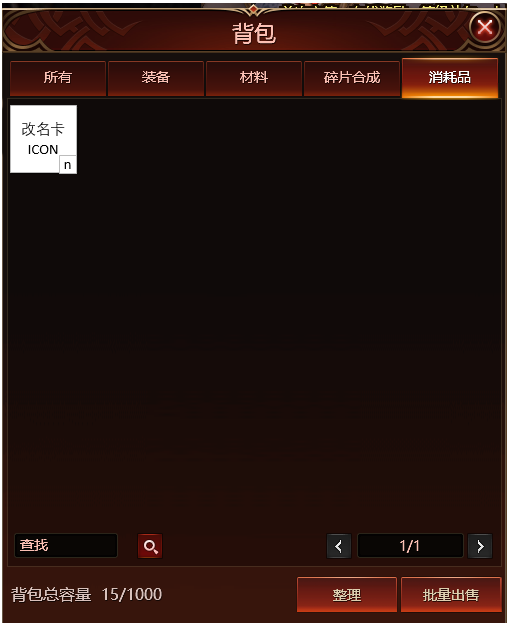 背包
所有 装备 材料 碎片合成 消耗品
改名卡
ICON
n
查找 1/1
背包总容量 15/1000 整理 批量出售